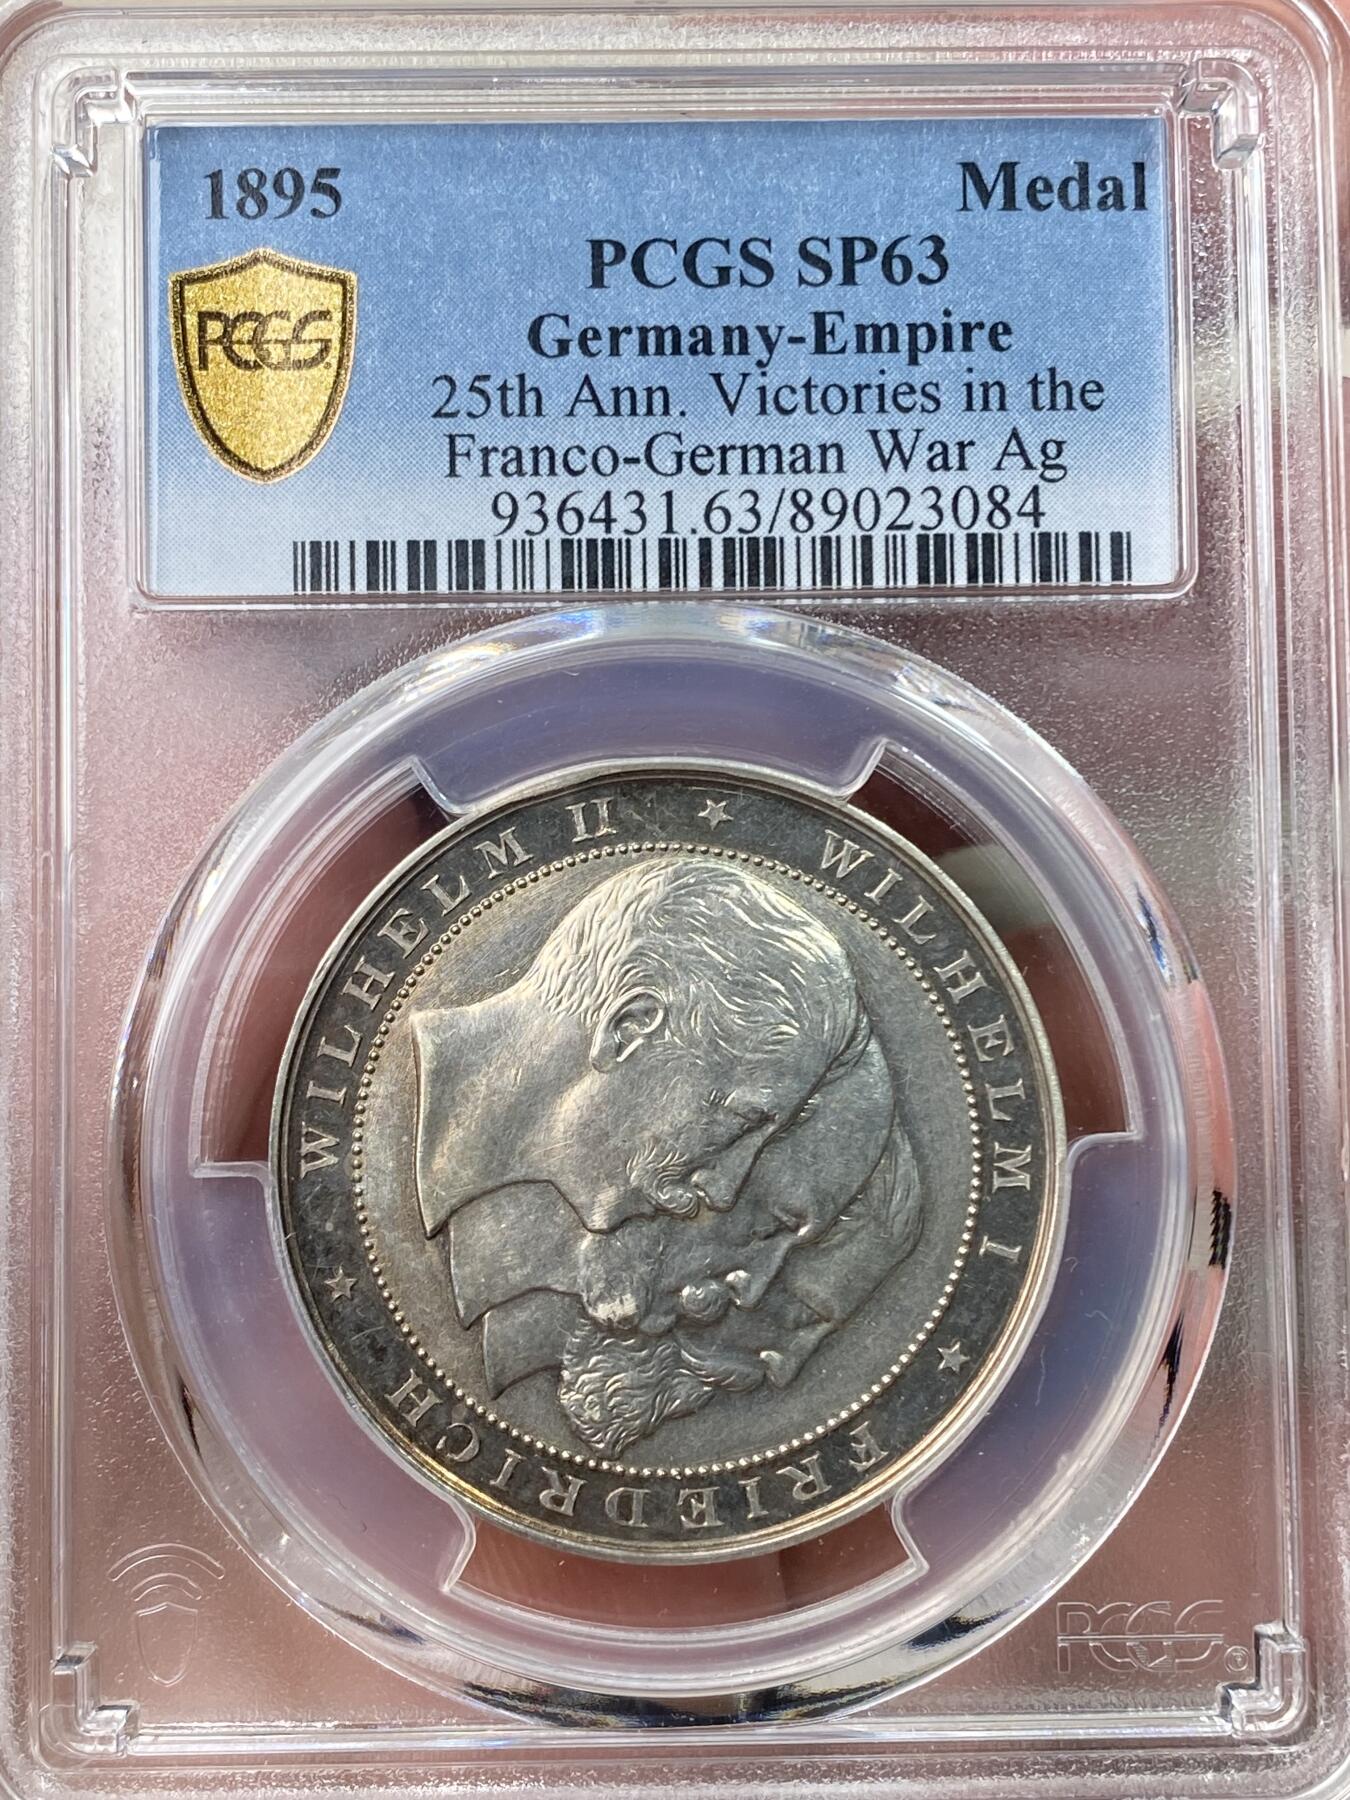 1895 Medal
PCGS SP63
PCGS
Germany-Empire
25th Ann. Victories in the
Franco-German War Ag
936431.63/89023084
WILHELM I ★ FRIEDRICH ★ WILHELM II ★
PCGS